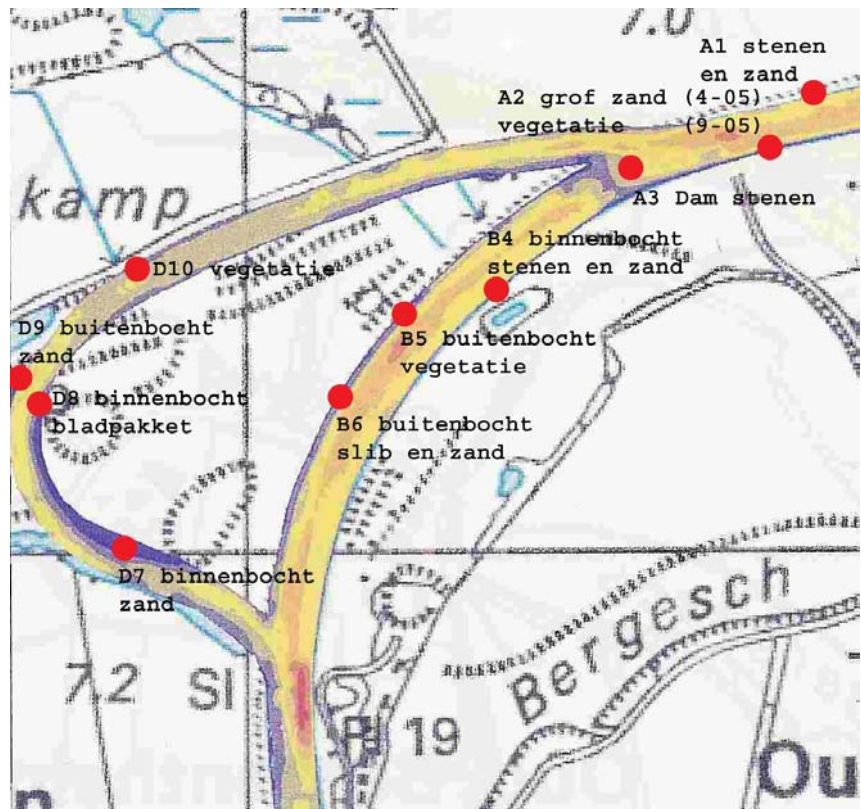 7.0
A1 stenen
en zand
A2 grof zand (4-05)
vegetatie (9-05)
A3 Dam stenen
kamp
B4 binnenbocht
stenen en zand
D10 vegetatie
D9 buitenbocht
zand
B5 buitenbocht
vegetatie
D8 binnenbocht
bladpakket
B6 buitenbocht
slib en zand
D7 binnenbocht
zand
7.2
Sl
Bergesch
19
Ou
n